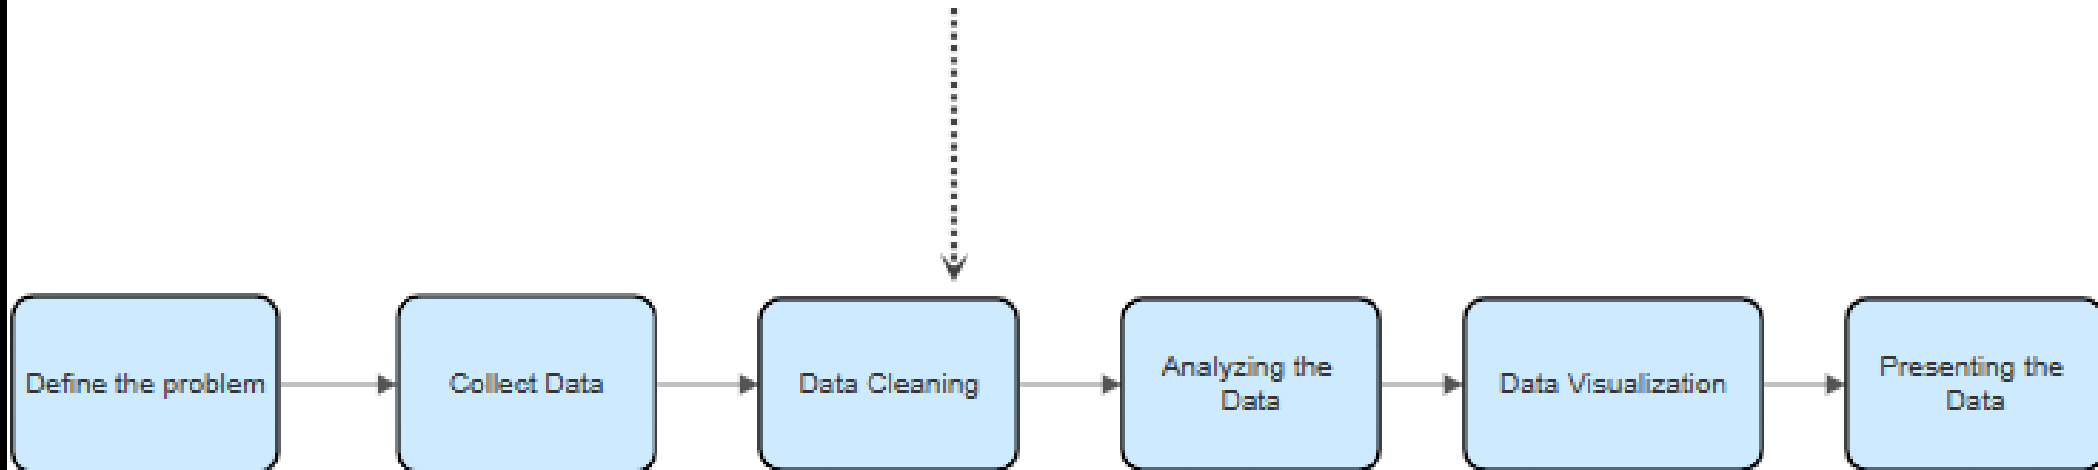 Define the problem
Collect Data
Data Cleaning
Analyzing the
Data
Data Visualization
Presenting the
Data